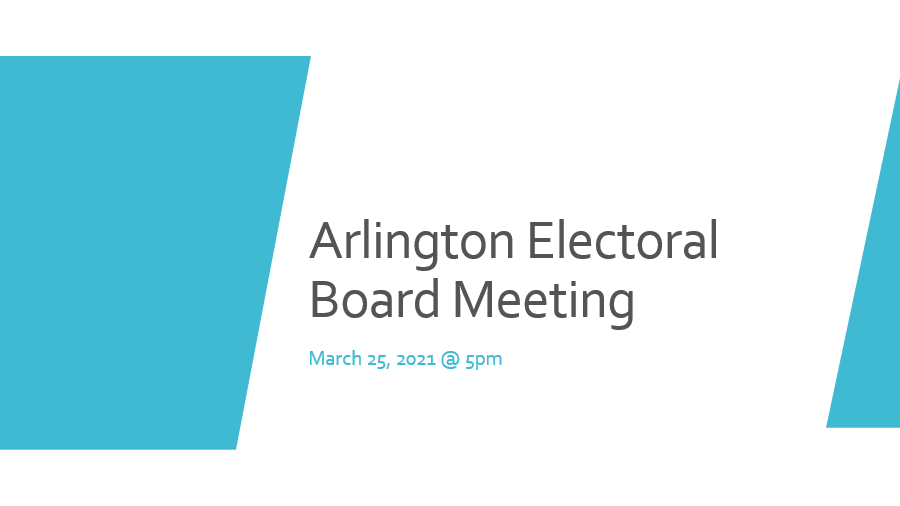 Arlington Electoral
Board Meeting
March 25, 2021 @ 5pm